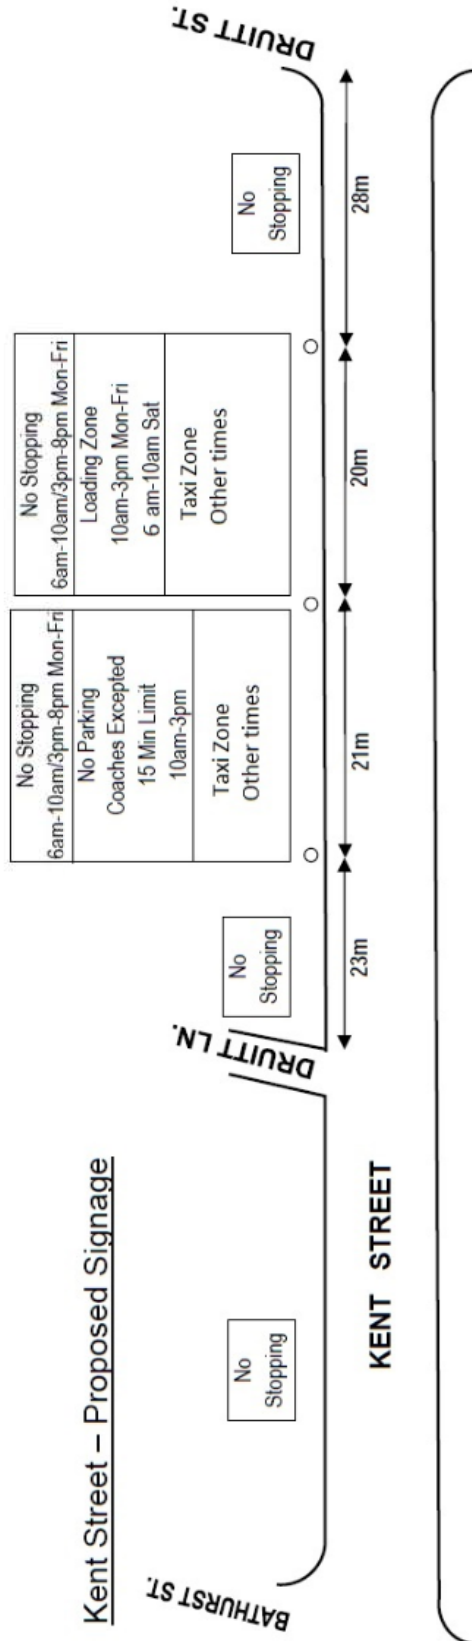 Kent Street – Proposed Signage
BATHURST ST.
No
Stopping
DRUITT LN.
No
Stopping
No Stopping
6am-10am/3pm-8pm Mon-Fri
No Parking
Coaches Excepted
15 Min Limit
10am-3pm
Taxi Zone
Other times
No Stopping
6am-10am/3pm-8pm Mon-Fri
Loading Zone
10am-3pm Mon-Fri
6 am-10am Sat
Taxi Zone
Other times
No
Stopping
DRUITT ST.
23m
21m
20m
28m
KENT STREET